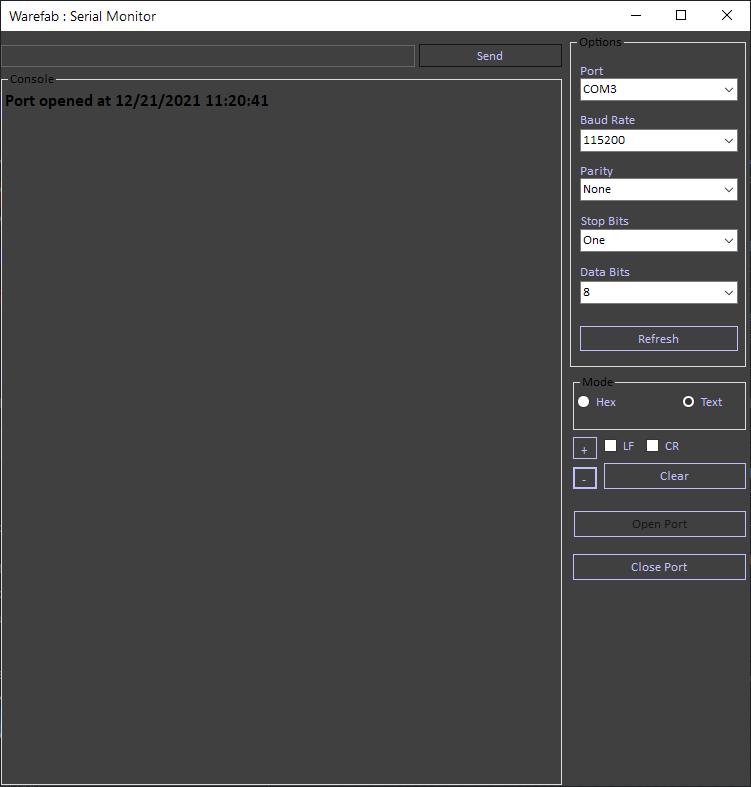 Warefab : Serial Monitor
Send
Console
Port opened at 12/21/2021 11:20:41
Options
Port
COM3
Baud Rate
115200
Parity
None
Stop Bits
One
Data Bits
8
Refresh
Mode
Hex Text
+ LF CR
- Clear
Open Port
Close Port